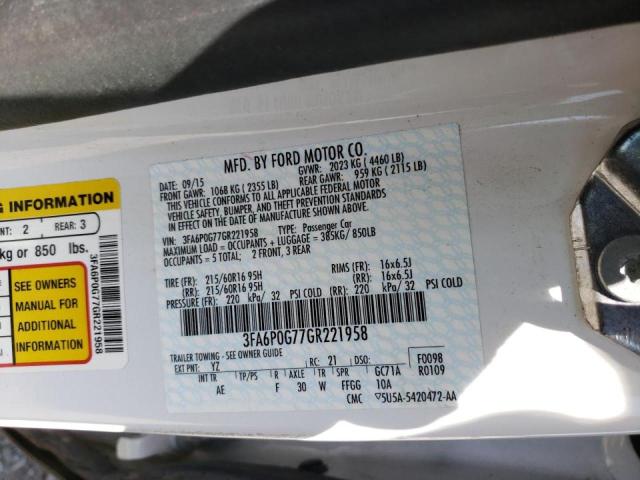 G INFORMATION
NT: 2 REAR: 3
kg or 850 lbs.
SEE OWNERS
MANUAL FOR
ADDITIONAL
INFORMATION
3FA6P0G77GR221958
MFD. BY FORD MOTOR CO.
DATE: 09/15 GVWR: 2023 KG ( 4460 LB)
FRONT GAWR: 1068 KG ( 2355 LB) REAR GAWR: 959 KG ( 2115 LB)
THIS VEHICLE CONFORMS TO ALL APPLICABLE FEDERAL MOTOR
VEHICLE SAFETY, BUMPER, AND THEFT PREVENTION STANDARDS
IN EFFECT ON THE DATE OF MANUFACTURE SHOWN ABOVE.
VIN: 3FA6P0G77GR221958 TYPE: Passenger Car
MAXIMUM LOAD = OCCUPANTS + LUGGAGE = 385KG/ 850LB
OCCUPANTS = 5 TOTAL: 2 FRONT, 3 REAR
TIRE (FR): 215/60R16 95H RIMS (FR): 16x6.5J
(RR): 215/60R16 95H (RR): 16x6.5J
PRESSURE (FR): 220 kPa/ 32 PSI COLD (RR): 220 kPa/ 32 PSI COLD
3FA6P0G77GR221958
TRAILER TOWING - SEE OWNER GUIDE
EXT PNT: YZ RC: 21 DSO: F0098
INT TR TP/PS R AXLE TR SPR GC71A R0109
AE F 30 W FFGG 10A
CMC 5U5A-5420472-AA